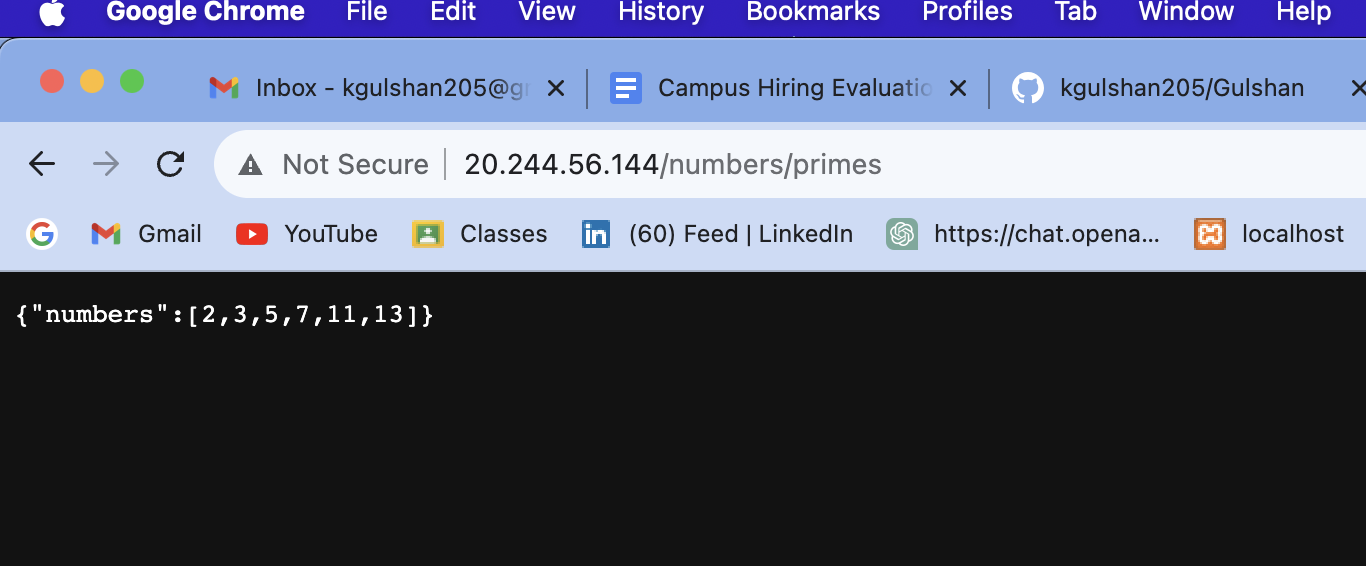 Google Chrome File Edit View History Bookmarks Profiles Tab Window Help
Inbox - kgulshan205@gr Campus Hiring Evaluatio kgulshan205/Gulshan
Not Secure 20.244.56.144/numbers/primes
Gmail YouTube Classes (60) Feed | LinkedIn https://chat.opena... localhost
{"numbers":[2,3,5,7,11,13]}